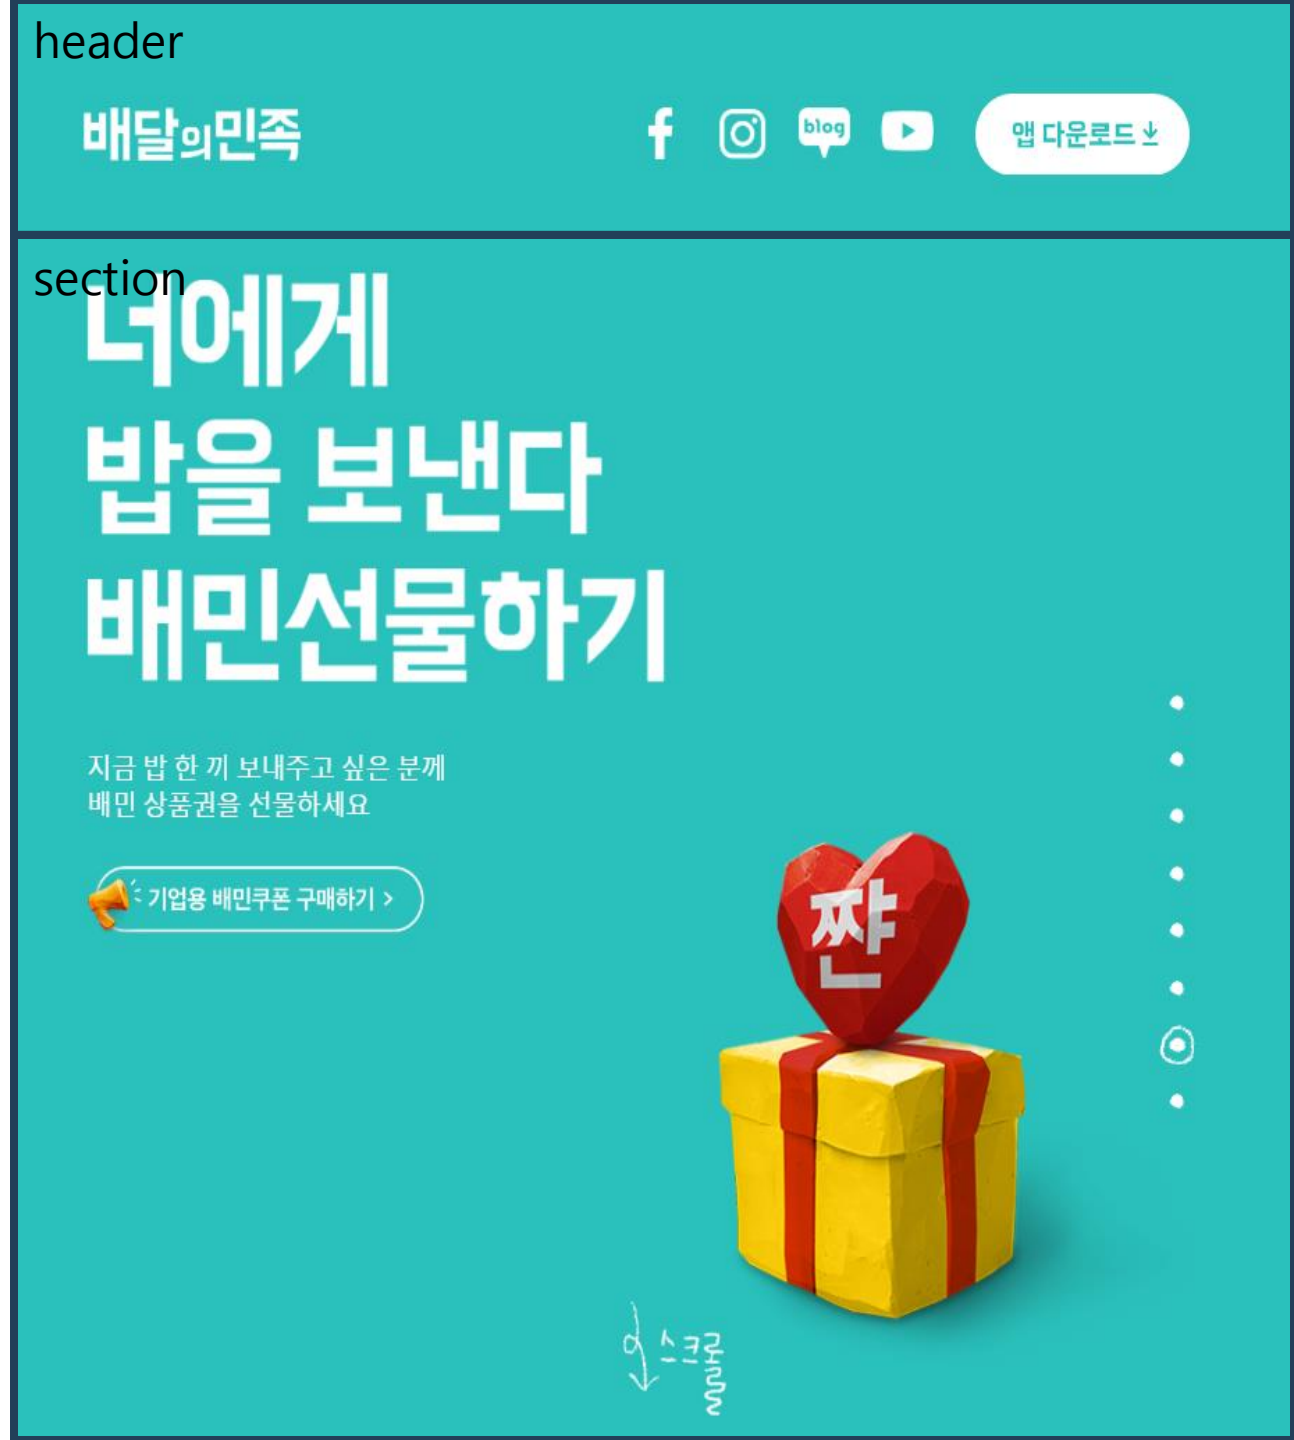 header
배달의민족
blog
앱 다운로드
section
너에게
밥을 보낸다
배민선물하기
지금 밥 한 끼 보내주고 싶은 분께
배민 상품권을 선물하세요
기업용 배민쿠폰 구매하기 >
짠
스크롤